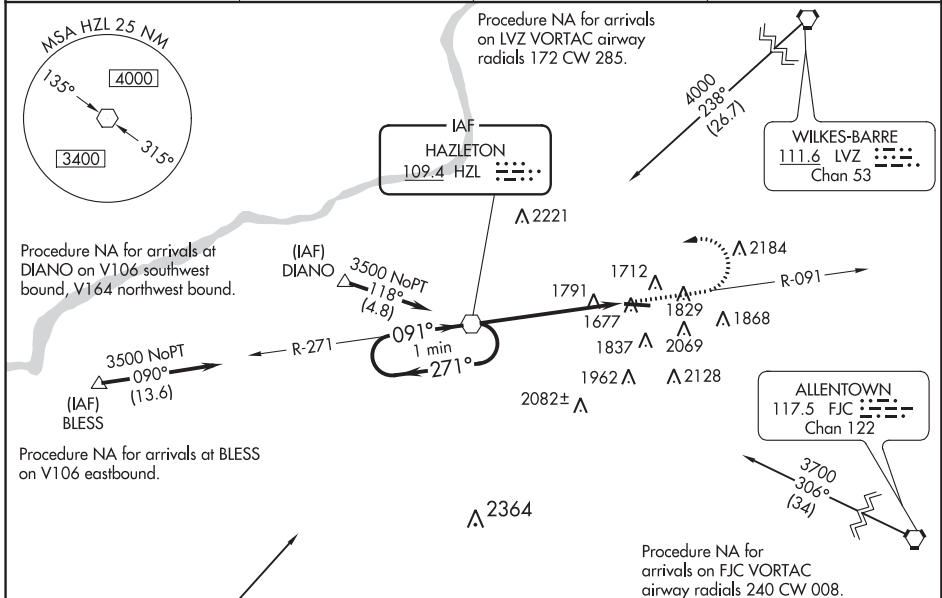 MSA HZL 25 NM
135°
4000
3400
315°
Procedure NA for arrivals
on LVZ VORTAC airway
radials 172 CW 285.
4000
238°
(26.7)
WILKES-BARRE
111.6 LVZ
Chan 53
IAF
HAZLETON
109.4 HZL
2221
Procedure NA for arrivals at
DIANO on V106 southwest
bound, V164 northwest bound.
(IAF)
DIANO
3500 NoPT
118°
(4.8)
2184
1712
1791
R-091
1829
1677
1868
091°
1 min
271°
R-271
1837
2069
3500 NoPT
090°
(13.6)
(IAF)
BLESS
1962
2128
2082±
ALLENTOWN
117.5 FJC
Chan 122
Procedure NA for arrivals at BLESS
on V106 eastbound.
3700
306°
(34)
2364
Procedure NA for
arrivals on FJC VORTAC
airway radials 240 CW 008.